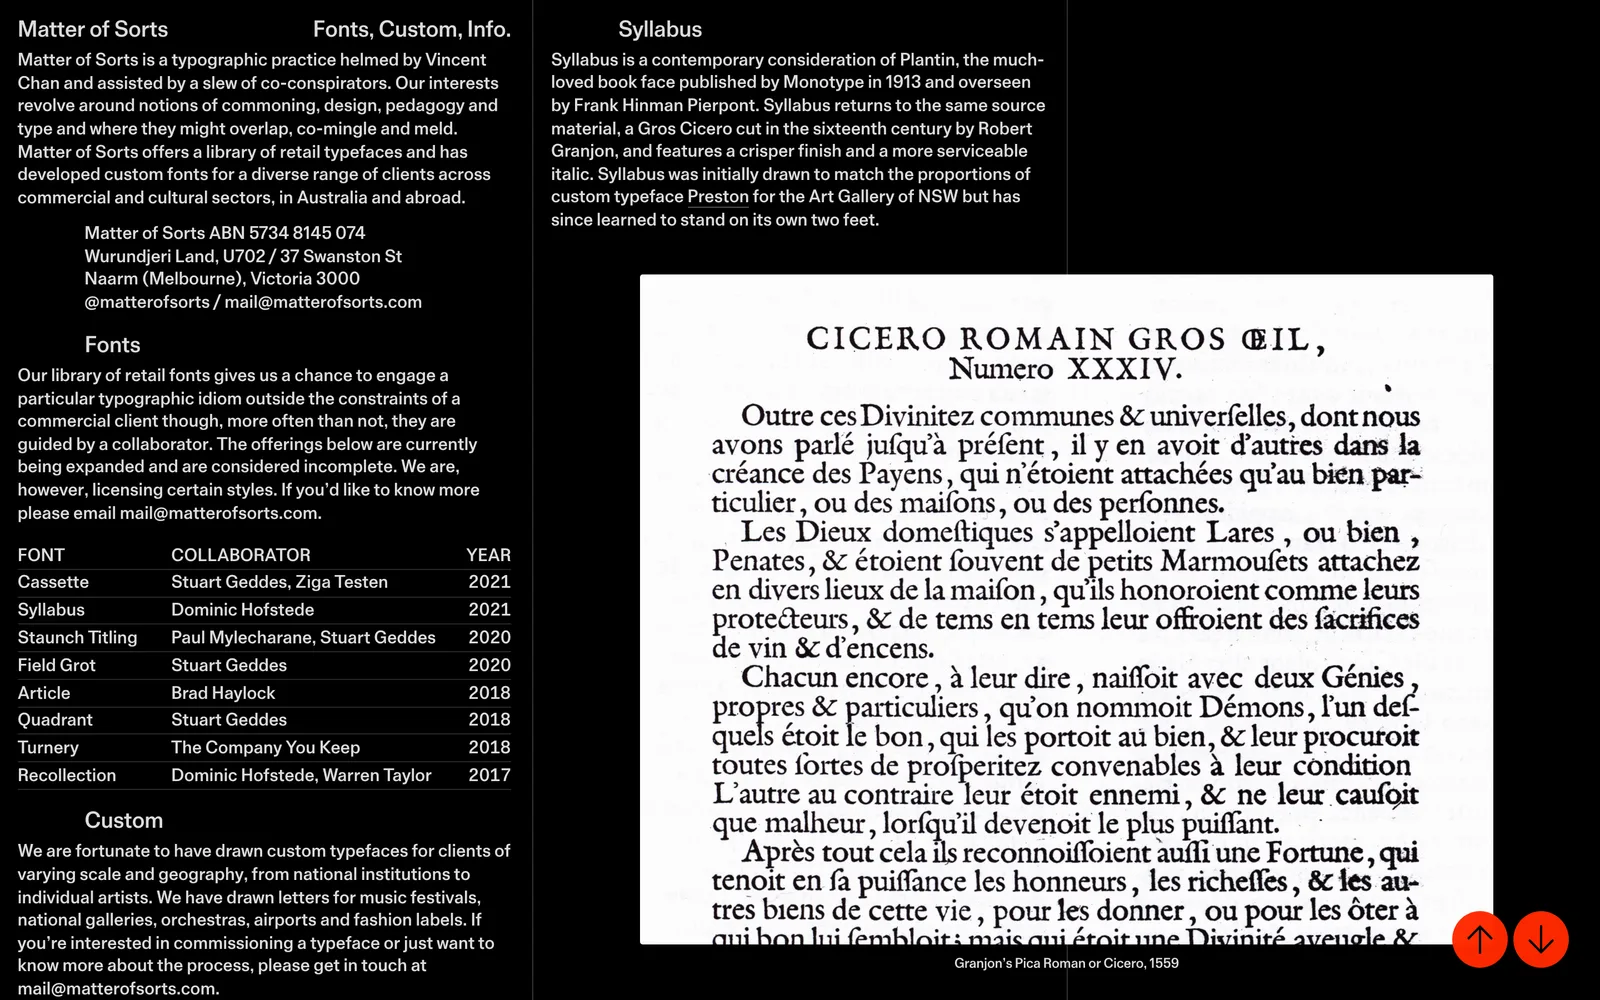 Matter of Sorts
Fonts, Custom, Info.
Matter of Sorts is a typographic practice helmed by Vincent
Chan and assisted by a slew of co-conspirators. Our interests
revolve around notions of commoning, design, pedagogy and
type and where they might overlap, co-mingle and meld.
Matter of Sorts offers a library of retail typefaces and has
developed custom fonts for a diverse range of clients across
commercial and cultural sectors, in Australia and abroad.
Matter of Sorts ABN 5734 8145 074
Wurundjeri Land, U702 / 37 Swanston St
Naarm (Melbourne), Victoria 3000
@matterofsorts / mail@matterofsorts.com
Fonts
Our library of retail fonts gives us a chance to engage a
particular typographic idiom outside the constraints of a
commercial client though, more often than not, they are
guided by a collaborator. The offerings below are currently
being expanded and are considered incomplete. We are,
however, licensing certain styles. If you’d like to know more
please email mail@matterofsorts.com.
FONT COLLABORATOR YEAR
Cassette Stuart Geddes, Ziga Testen 2021
Syllabus Dominic Hofstede 2021
Staunch Titling Paul Mylecharane, Stuart Geddes 2020
Field Grot Stuart Geddes 2020
Article Brad Haylock 2018
Quadrant Stuart Geddes 2018
Turnery The Company You Keep 2018
Recollection Dominic Hofstede, Warren Taylor 2017
Custom
We are fortunate to have drawn custom typefaces for clients of
varying scale and geography, from national institutions to
individual artists. We have drawn letters for music festivals,
national galleries, orchestras, airports and fashion labels. If
you’re interested in commissioning a typeface or just want to
know more about the process, please get in touch at
mail@matterofsorts.com.
Syllabus
Syllabus is a contemporary consideration of Plantin, the much-
loved book face published by Monotype in 1913 and overseen
by Frank Hinman Pierpont. Syllabus returns to the same source
material, a Gros Cicero cut in the sixteenth century by Robert
Granjon, and features a crisper finish and a more serviceable
italic. Syllabus was initially drawn to match the proportions of
custom typeface Preston for the Art Gallery of NSW but has
since learned to stand on its own two feet.
CICERO ROMAIN GROS ŒIL,
Numero XXXIV.
Outre ces Divinitez communes & univerſelles, dont nous
avons parlé juſqu’à préſent, il y en avoit d’autres dans la
créance des Payens, qui n’étoient attachées qu’au bien par-
ticulier, ou des maiſons, ou des perſonnes.
Les Dieux domeſtiques s’appelloient Lares, ou bien,
Penates, & étoient ſouvent de petits Marmouſets attachez
en divers lieux de la maiſon, qu’ils honoroient comme leurs
protecteurs, & de tems en tems leur offroient des ſacrifices
de vin & d’encens.
Chacun encore, à leur dire, naiſſoit avec deux Génies,
propres & particuliers, qu’on nommoit Démons, l’un deſ-
quels étoit le bon, qui les portoit au bien, & leur procuroit
toutes ſortes de proſperitez convenables à leur condition
L’autre au contraire leur étoit ennemi, & ne leur cauſoit
que malheur, lorſqu’il devenoit le plus puiſſant.
Après tout cela ils reconnoiſſoient auſſi une Fortune, qui
tenoit en ſa puiſſance les honneurs, les richeſſes, & les au-
tres biens de cette vie, pour les donner, ou pour les ôter à
qui bon lui ſembloit; mais qui étoit une Divinité aveugle &
Granjon’s Pica Roman or Cicero, 1559